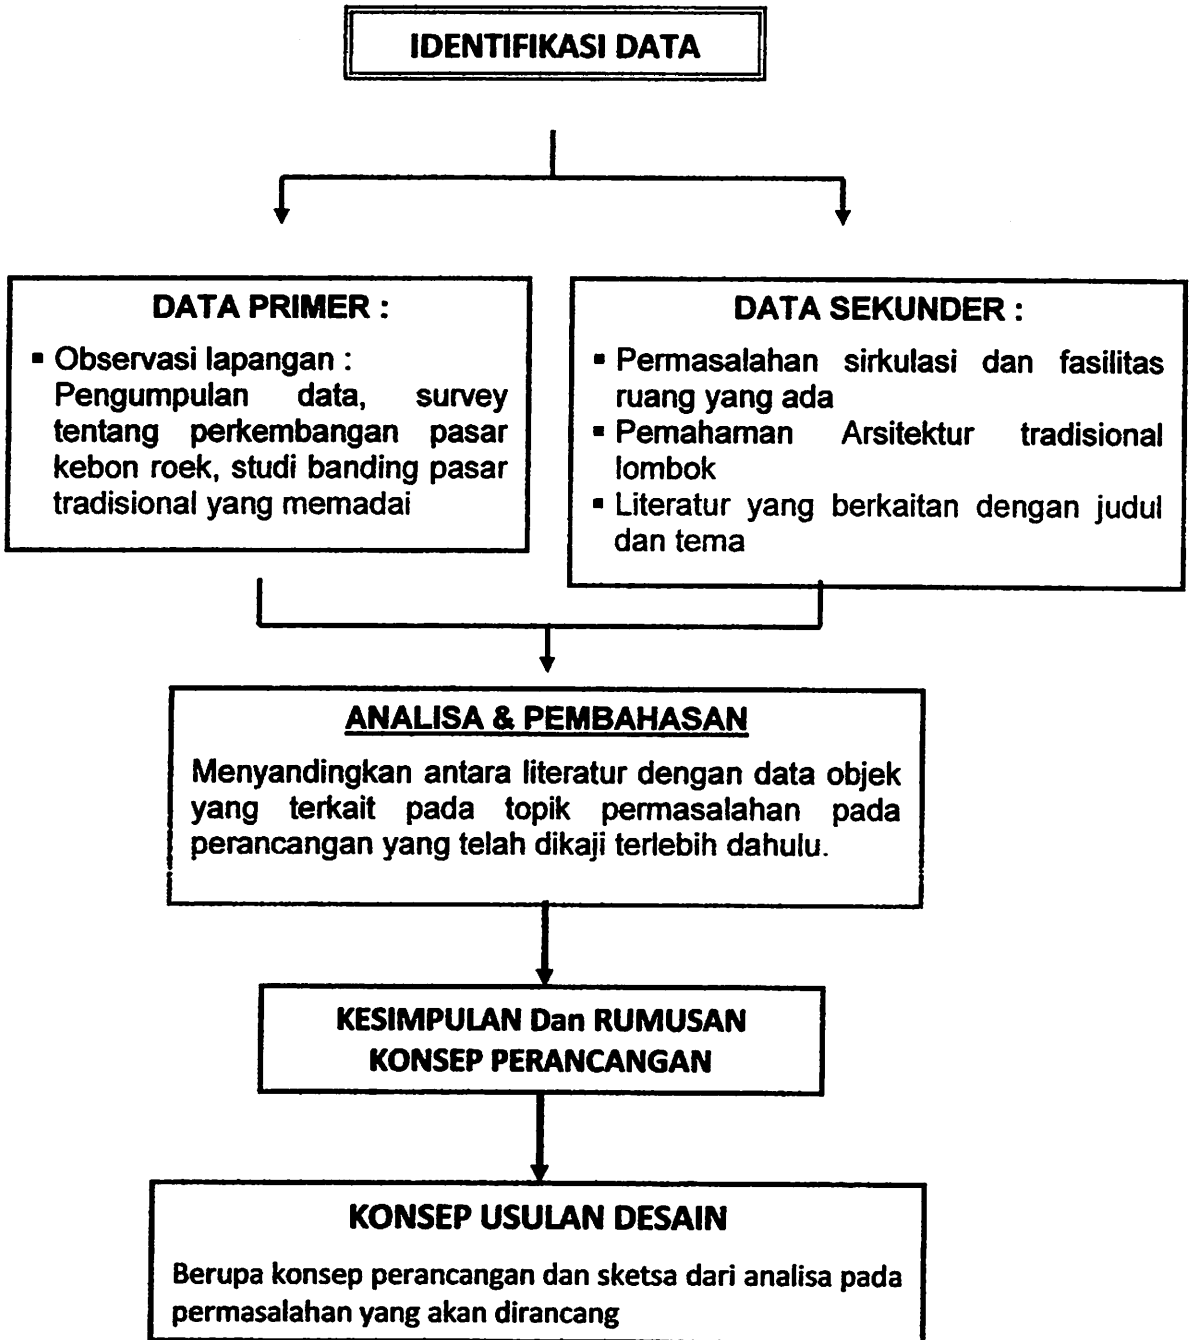 IDENTIFIKASI DATA
DATA PRIMER :
▪ Observasi lapangan :
Pengumpulan data, survey
tentang perkembangan pasar
kebon roek, studi banding pasar
tradisional yang memadai
DATA SEKUNDER :
▪ Permasalahan sirkulasi dan fasilitas
ruang yang ada
▪ Pemahaman Arsitektur tradisional
lombok
▪ Literatur yang berkaitan dengan judul
dan tema
ANALISA & PEMBAHASAN
Menyandingkan antara literatur dengan data objek
yang terkait pada topik permasalahan pada
perancangan yang telah dikaji terlebih dahulu.
KESIMPULAN Dan RUMUSAN
KONSEP PERANCANGAN
KONSEP USULAN DESAIN
Berupa konsep perancangan dan sketsa dari analisa pada
permasalahan yang akan dirancang